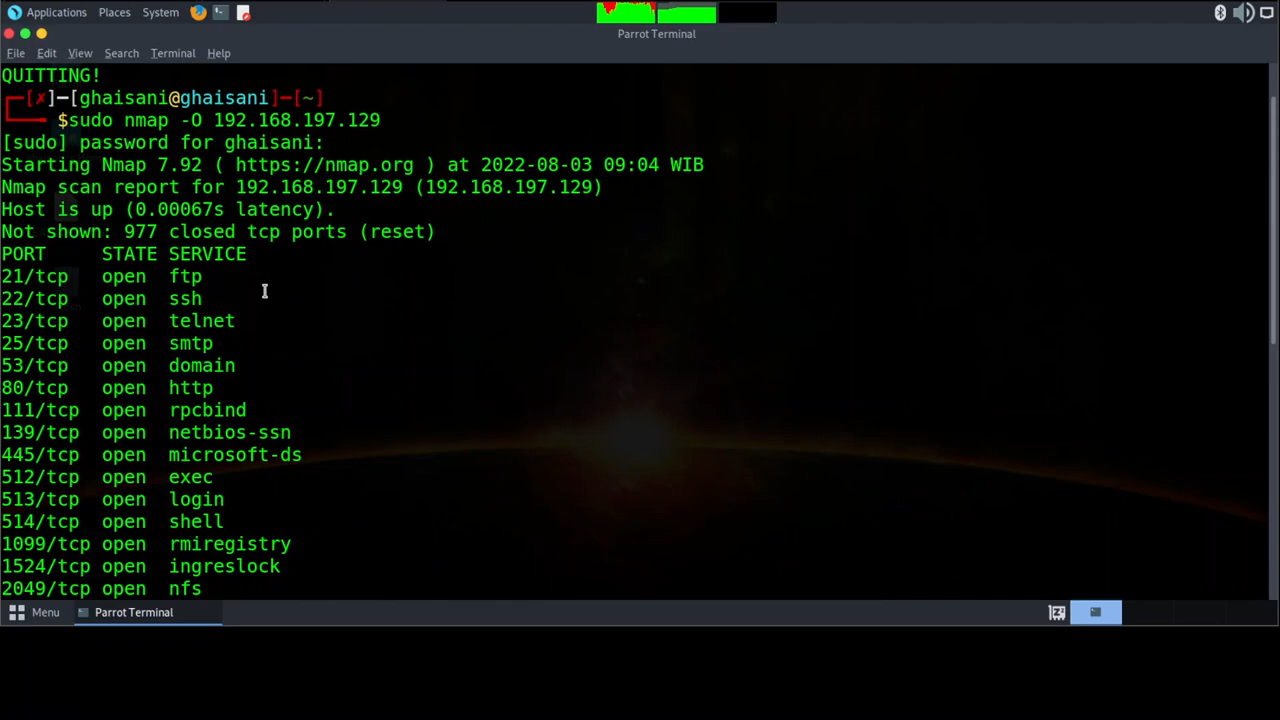 Applications Places System
Parrot Terminal
File Edit View Search Terminal Help
QUITTING!
┌─[✗]─[ghaisani@ghaisani]─[~]
└──╼ $sudo nmap -O 192.168.197.129
[sudo] password for ghaisani:
Starting Nmap 7.92 ( https://nmap.org ) at 2022-08-03 09:04 WIB
Nmap scan report for 192.168.197.129 (192.168.197.129)
Host is up (0.00067s latency).
Not shown: 977 closed tcp ports (reset)
PORT STATE SERVICE
21/tcp open ftp
22/tcp open ssh
23/tcp open telnet
25/tcp open smtp
53/tcp open domain
80/tcp open http
111/tcp open rpcbind
139/tcp open netbios-ssn
445/tcp open microsoft-ds
512/tcp open exec
513/tcp open login
514/tcp open shell
1099/tcp open rmiregistry
1524/tcp open ingreslock
2049/tcp open nfs
Menu Parrot Terminal